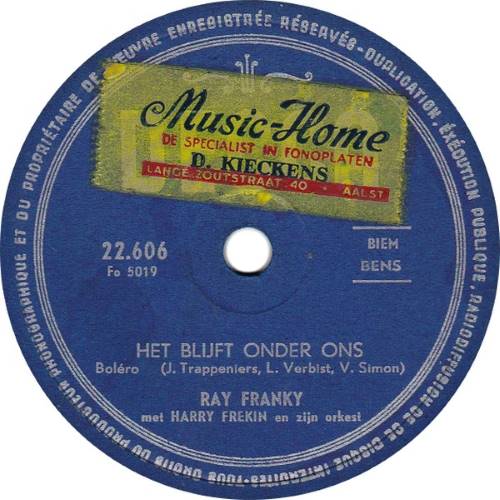 TOUS DROITS DU PRODUCTEUR PHONOGRAPHIQUE ET DU PROPRIÉTAIRE DE L'ŒUVRE ENREGISTRÉE RÉSERVÉS-DUPLICATION-ÉXÉCUTION PUBLIQUE, RADIODIFFUSION DE CE DISQUE INTERDITES
Music-Home
DE SPECIALIST IN FONOPLATEN
D. KIECKENS
LANGE ZOUTSTRAAT. 40 AALST
22.606
Fo 5019
BIEM
BENS
HET BLIJFT ONDER ONS
Boléro (J. Trappeniers, L. Verbist, V. Simon)
RAY FRANKY
met HARRY FREKIN en zijn orkest